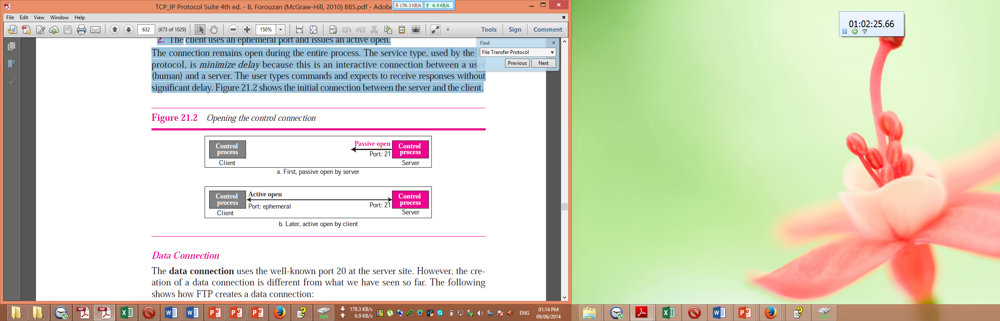 TCP_IP Protocol Suite 4th ed. - B. Forouzan (McGraw-Hill, 2010) BBS.pdf - Adobe
178.3 KB/s 6.9 KB/s
File Edit View Window Help
632 (673 of 1029) 150% Tools Sign Comment
2. The client uses an ephemeral port and issues an active open.
The connection remains open during the entire process. The service type, used by the
protocol, is minimize delay because this is an interactive connection between a user
(human) and a server. The user types commands and expects to receive responses without
significant delay. Figure 21.2 shows the initial connection between the server and the client.
Find
File Transfer Protocol
Previous Next
Figure 21.2 Opening the control connection
Control process
Client
Passive open
Port: 21
Control process
Server
a. First, passive open by server
Control process
Client
Active open
Port: ephemeral
Port: 21
Control process
Server
b. Later, active open by client
Data Connection
The data connection uses the well-known port 20 at the server site. However, the cre-
ation of a data connection is different from what we have seen so far. The following
shows how FTP creates a data connection:
178.3 KB/s
6.9 KB/s
ENG
01:14 PM
09/06/2014
01:02:25.66